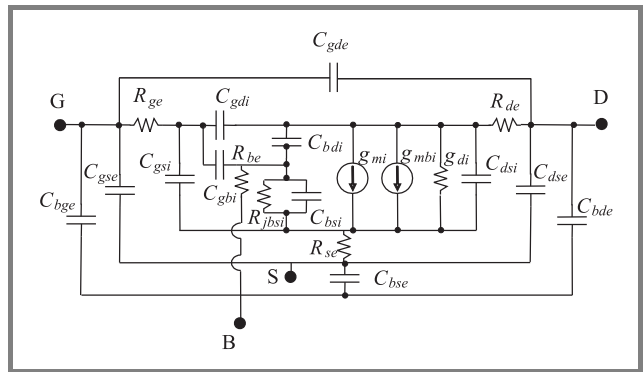 C_gde
G
R_ge
C_gdi
R_de
D
C_bdi
g_mi
g_mbi
g_di
C_dsi
R_be
C_gsi
C_gse
C_gbi
C_dse
C_bge
R_jbsi
C_bsi
C_bde
R_se
S
C_bse
B